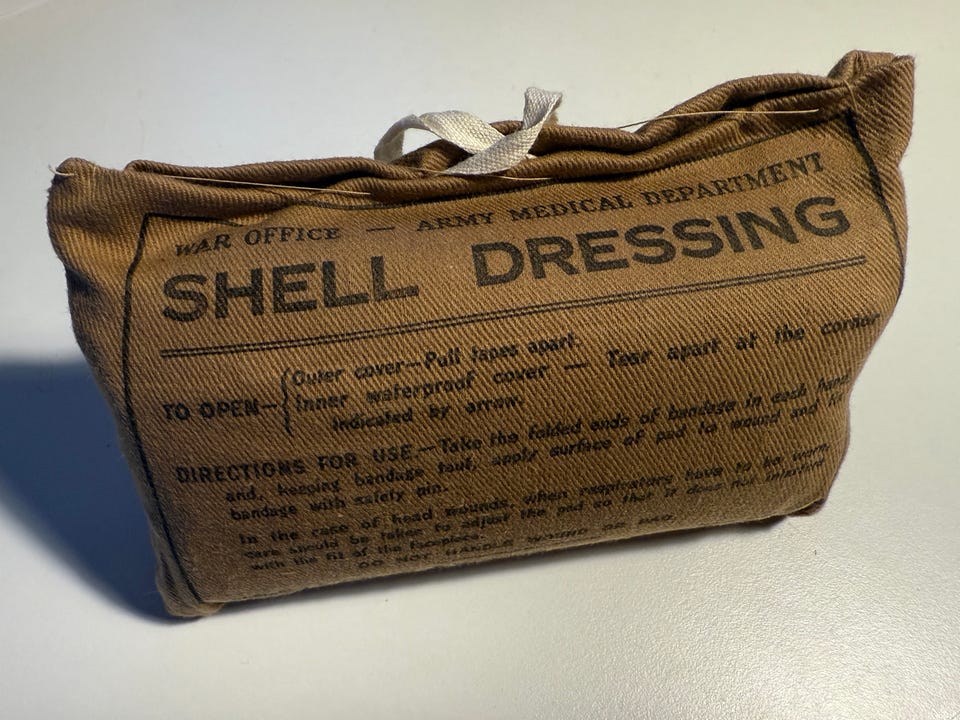 WAR OFFICE — ARMY MEDICAL DEPARTMENT
SHELL DRESSING
TO OPEN—{Outer cover—Pull tapes apart.
Inner waterproof cover — Tear apart at the corner
indicated by arrow.
DIRECTIONS FOR USE.—Take the folded ends of bandage in each hand
and, keeping bandage taut, apply surface of pad to wound and
bandage with safety pin.
In the case of head wounds, when respirators have to be worn,
care should be taken to adjust the pad so that it does not interfere
with the fit of the facepiece.
DO NOT HANDLE WOUND OR PAD